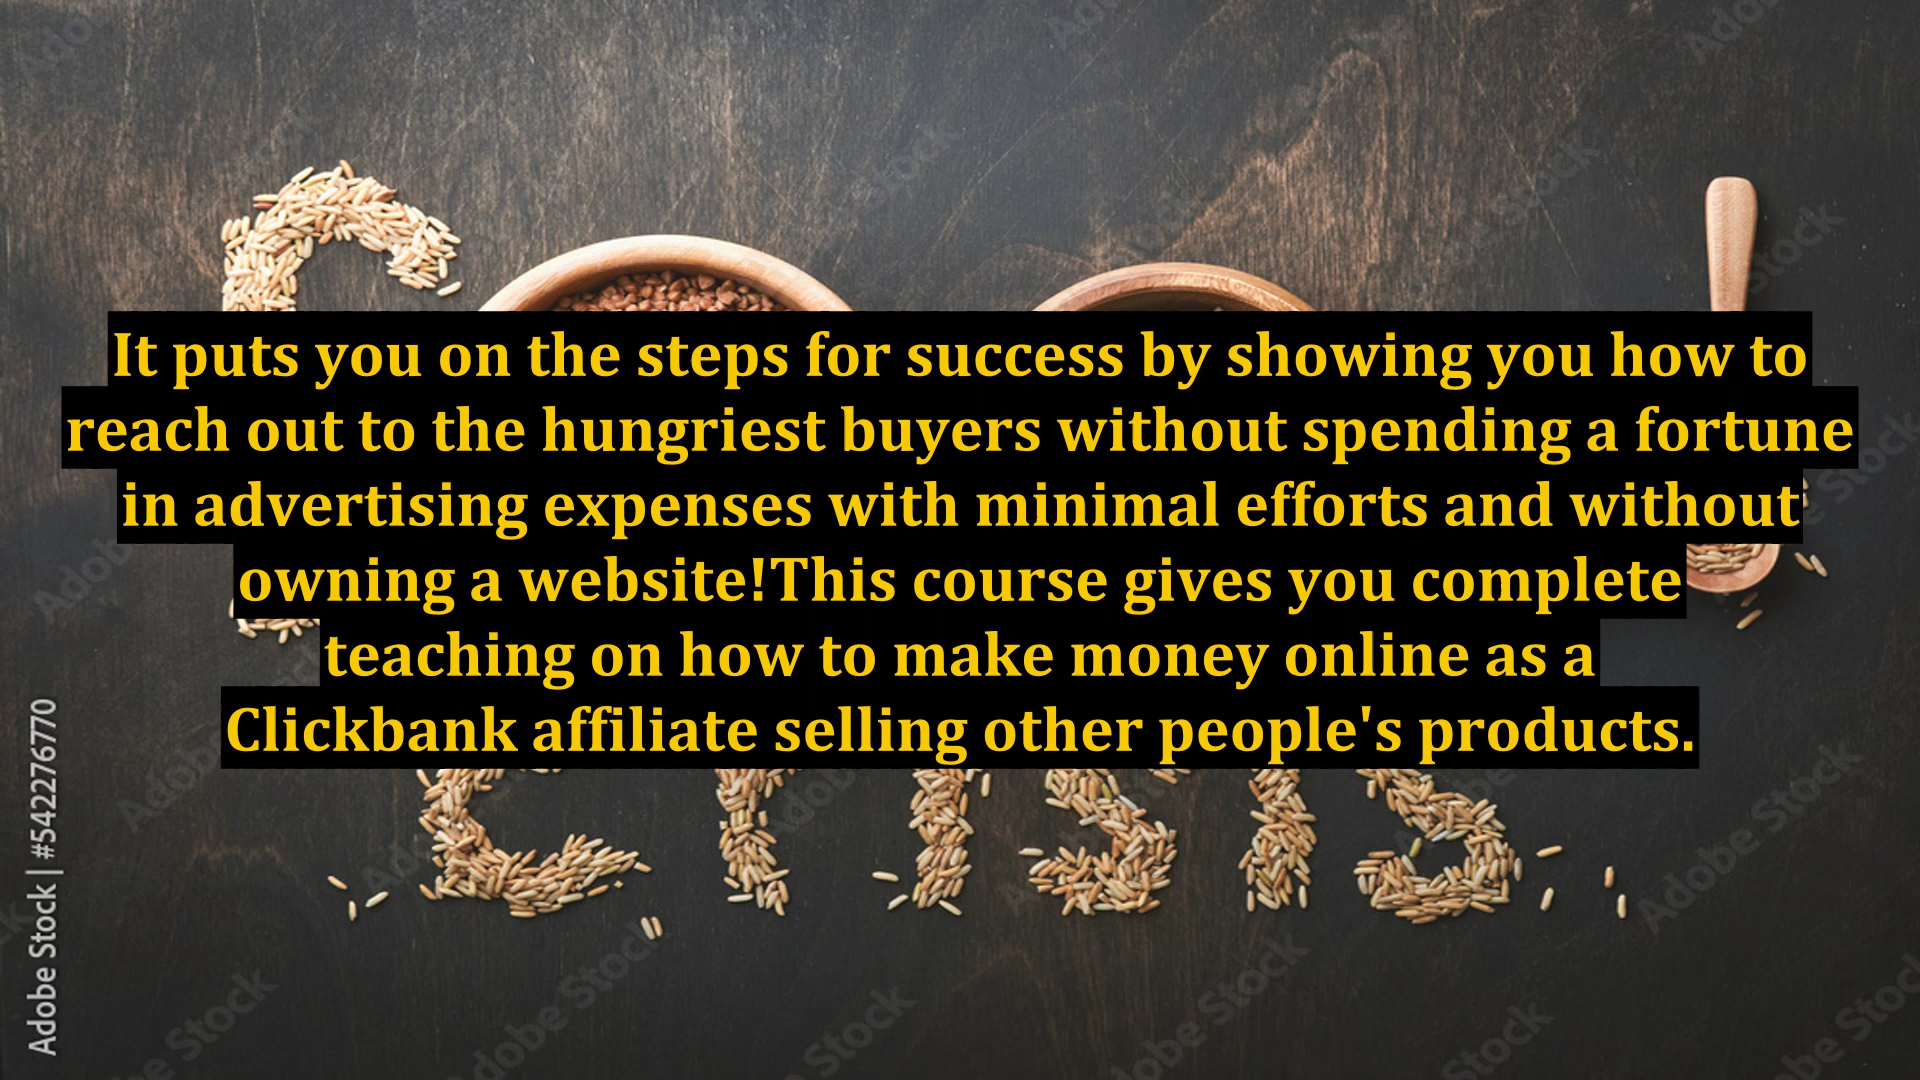 It puts you on the steps for success by showing you how to
reach out to the hungriest buyers without spending a fortune
in advertising expenses with minimal efforts and without
owning a website!This course gives you complete
teaching on how to make money online as a
Clickbank affiliate selling other people's products.
crisis
Adobe Stock | #542276770